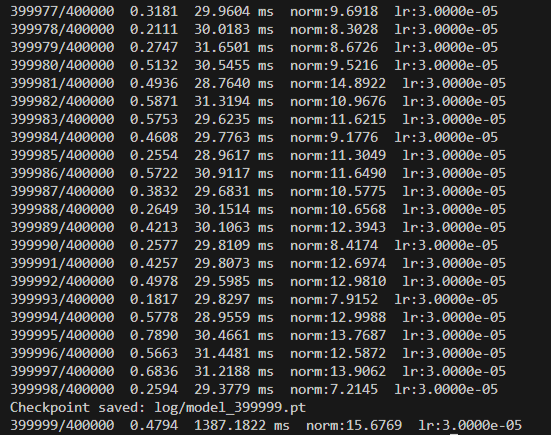 399977/400000  0.3181  29.9604 ms  norm:9.6918  lr:3.0000e-05
399978/400000  0.2111  30.0183 ms  norm:8.3028  lr:3.0000e-05
399979/400000  0.2747  31.6501 ms  norm:8.6726  lr:3.0000e-05
399980/400000  0.5132  30.5455 ms  norm:9.5216  lr:3.0000e-05
399981/400000  0.4936  28.7640 ms  norm:14.8922  lr:3.0000e-05
399982/400000  0.5871  31.3194 ms  norm:10.9676  lr:3.0000e-05
399983/400000  0.5753  29.6235 ms  norm:11.6215  lr:3.0000e-05
399984/400000  0.4608  29.7763 ms  norm:9.1776  lr:3.0000e-05
399985/400000  0.2554  28.9617 ms  norm:11.3049  lr:3.0000e-05
399986/400000  0.5722  30.9117 ms  norm:11.6490  lr:3.0000e-05
399987/400000  0.3832  29.6831 ms  norm:10.5775  lr:3.0000e-05
399988/400000  0.2649  30.1514 ms  norm:10.6568  lr:3.0000e-05
399989/400000  0.4213  30.1063 ms  norm:12.3943  lr:3.0000e-05
399990/400000  0.2577  29.8109 ms  norm:8.4174  lr:3.0000e-05
399991/400000  0.4257  29.8073 ms  norm:12.6974  lr:3.0000e-05
399992/400000  0.4978  29.5985 ms  norm:12.9810  lr:3.0000e-05
399993/400000  0.1817  29.8297 ms  norm:7.9152  lr:3.0000e-05
399994/400000  0.5778  28.9559 ms  norm:12.9988  lr:3.0000e-05
399995/400000  0.7890  30.4661 ms  norm:13.7687  lr:3.0000e-05
399996/400000  0.5663  31.4481 ms  norm:12.5872  lr:3.0000e-05
399997/400000  0.6836  31.2188 ms  norm:13.9062  lr:3.0000e-05
399998/400000  0.2594  29.3779 ms  norm:7.2145  lr:3.0000e-05
Checkpoint saved: log/model_399999.pt
399999/400000  0.4794  1387.1822 ms  norm:15.6769  lr:3.0000e-05